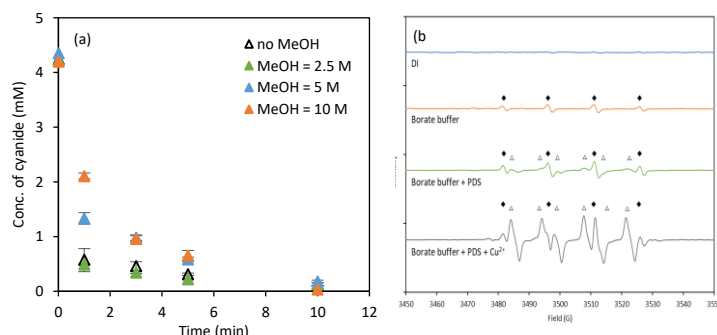 (a)
no MeOH
MeOH = 2.5 M
MeOH = 5 M
MeOH = 10 M
Conc. of cyanide (mM)
5
4
3
2
1
0
0 2 4 6 8 10 12
Time (min)
(b)
DI
Borate buffer
Borate buffer + PDS
Borate buffer + PDS + Cu²⁺
3450 3460 3470 3480 3490 3500 3510 3520 3530 3540 355
Field (G)